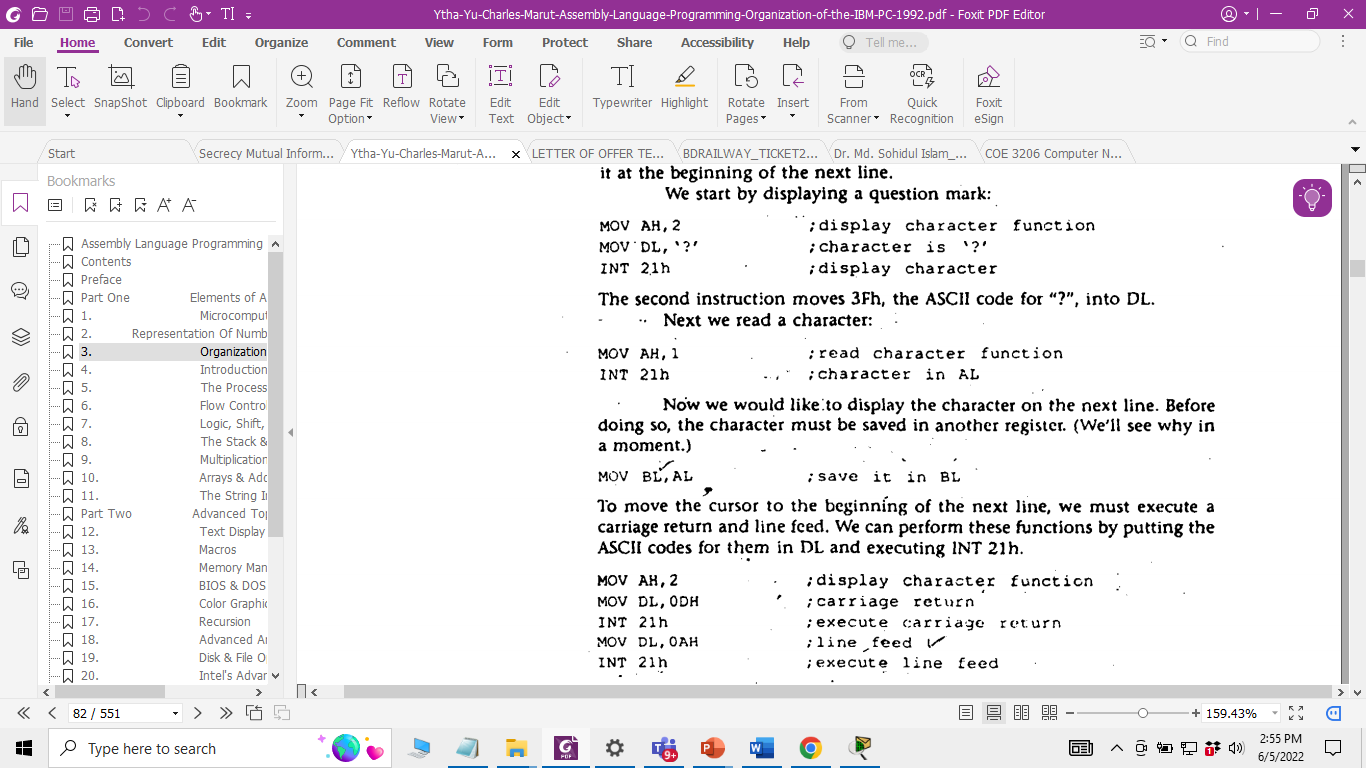 Ytha-Yu-Charles-Marut-Assembly-Language-Programming-Organization-of-the-IBM-PC-1992.pdf - Foxit PDF Editor
File Home Convert Edit Organize Comment View Form Protect Share Accessibility Help Tell me... Find
Hand Select SnapShot Clipboard Bookmark Zoom Page Fit Option Reflow Rotate View Edit Text Edit Object Typewriter Highlight Rotate Pages Insert From Scanner Quick Recognition Foxit eSign
Start Secrecy Mutual Inform... Ytha-Yu-Charles-Marut-A... LETTER OF OFFER TE... BDRAILWAY_TICKET2... Dr. Md. Sohidul Islam_... COE 3206 Computer N...
Bookmarks
Assembly Language Programming
Contents
Preface
Part One Elements of A
1. Microcomput
2. Representation Of Numb
3. Organization
4. Introduction
5. The Process
6. Flow Contro
7. Logic, Shift,
8. The Stack &
9. Multiplication
10. Arrays & Add
11. The String In
Part Two Advanced Top
12. Text Display
13. Macros
14. Memory Man
15. BIOS & DOS
16. Color Graphic
17. Recursion
18. Advanced Ar
19. Disk & File O
20. Intel's Advan
it at the beginning of the next line.
We start by displaying a question mark:
MOV AH,2 ;display character function
MOV DL,'?' ;character is '?'
INT 21h ;display character
The second instruction moves 3Fh, the ASCII code for "?", into DL.
Next we read a character:
MOV AH,1 ;read character function
INT 21h ;character in AL
Now we would like to display the character on the next line. Before
doing so, the character must be saved in another register. (We'll see why in
a moment.)
MOV BL,AL ;save it in BL
To move the cursor to the beginning of the next line, we must execute a
carriage return and line feed. We can perform these functions by putting the
ASCII codes for them in DL and executing INT 21h.
MOV AH,2 ;display character function
MOV DL,0DH ;carriage return
INT 21h ;execute carriage return
MOV DL,0AH ;line feed
INT 21h ;execute line feed
82 / 551
159.43%
Type here to search
9+
2:55 PM
6/5/2022